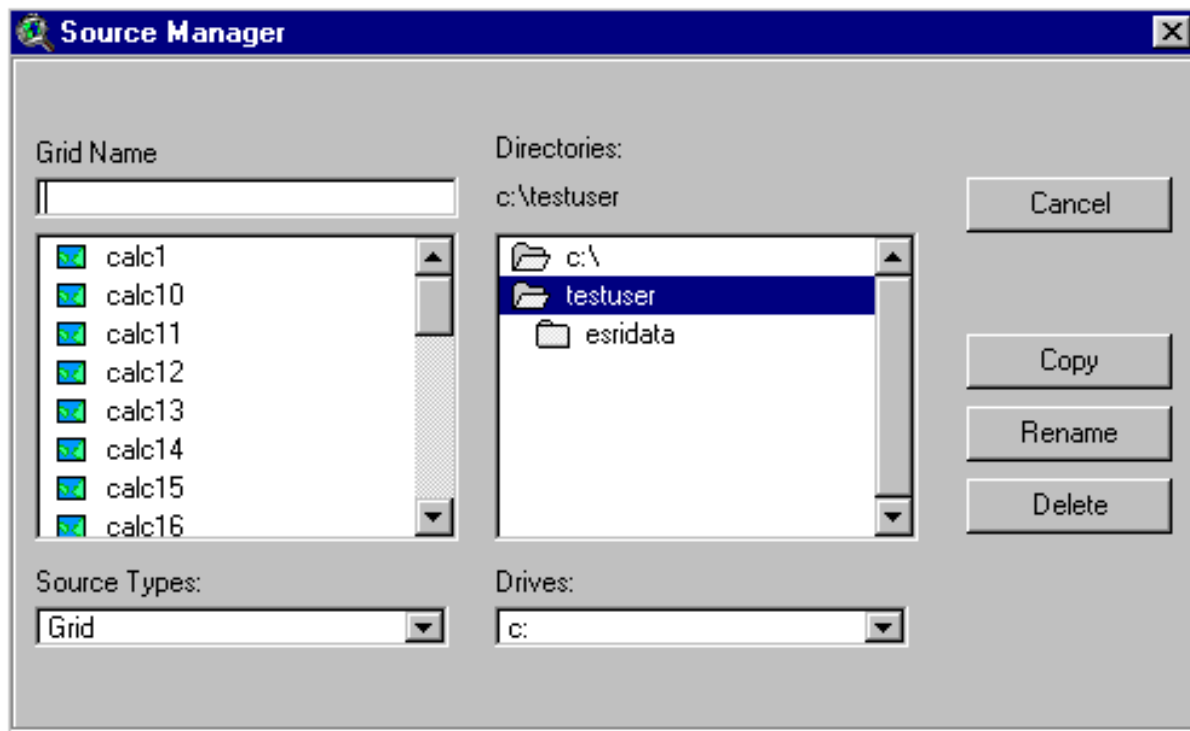 Source Manager
Grid Name
Directories:
c:\testuser
calc1
calc10
calc11
calc12
calc13
calc14
calc15
calc16
c:\
testuser
esridata
Cancel
Copy
Rename
Delete
Source Types:
Grid
Drives:
c: